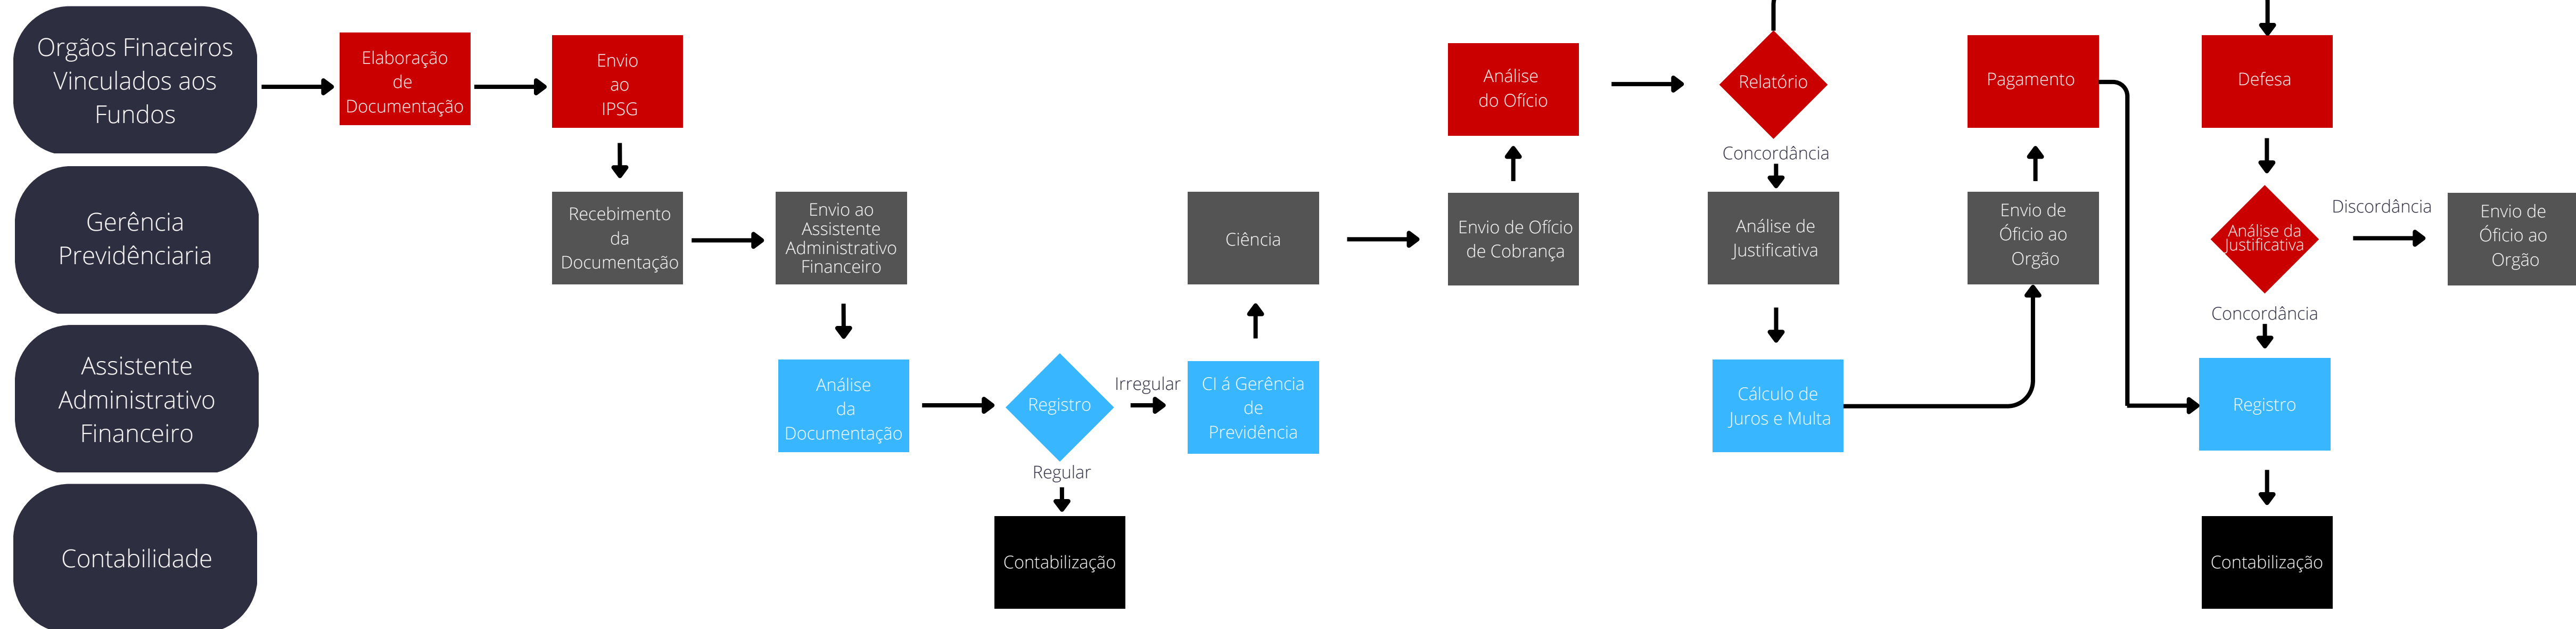 Orgãos Finaceiros
Vinculados aos
Fundos
Elaboração
de
Documentação
Envio
ao
IPSG
Análise
do Ofício
Relatório
Concordância
Pagamento
Defesa
Gerência
Previdênciaria
Recebimento
da
Documentação
Envio ao
Assistente
Administrativo
Financeiro
Ciência
Envio de Ofício
de Cobrança
Análise de
Justificativa
Envio de
Óficio ao
Orgão
Análise da
Justificativa
Discordância
Envio de
Óficio ao
Orgão
Concordância
Assistente
Administrativo
Financeiro
Análise
da
Documentação
Registro
Irregular
Regular
CI á Gerência
de
Previdência
Cálculo de
Juros e Multa
Registro
Contabilidade
Contabilização
Contabilização